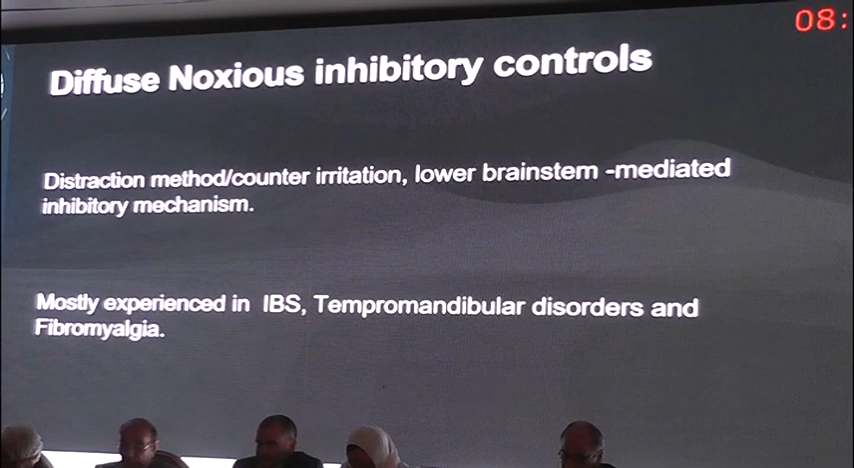 08:
Diffuse Noxious inhibitory controls
Distraction method/counter irritation, lower brainstem -mediated
inhibitory mechanism.
Mostly experienced in IBS, Tempromandibular disorders and
Fibromyalgia.